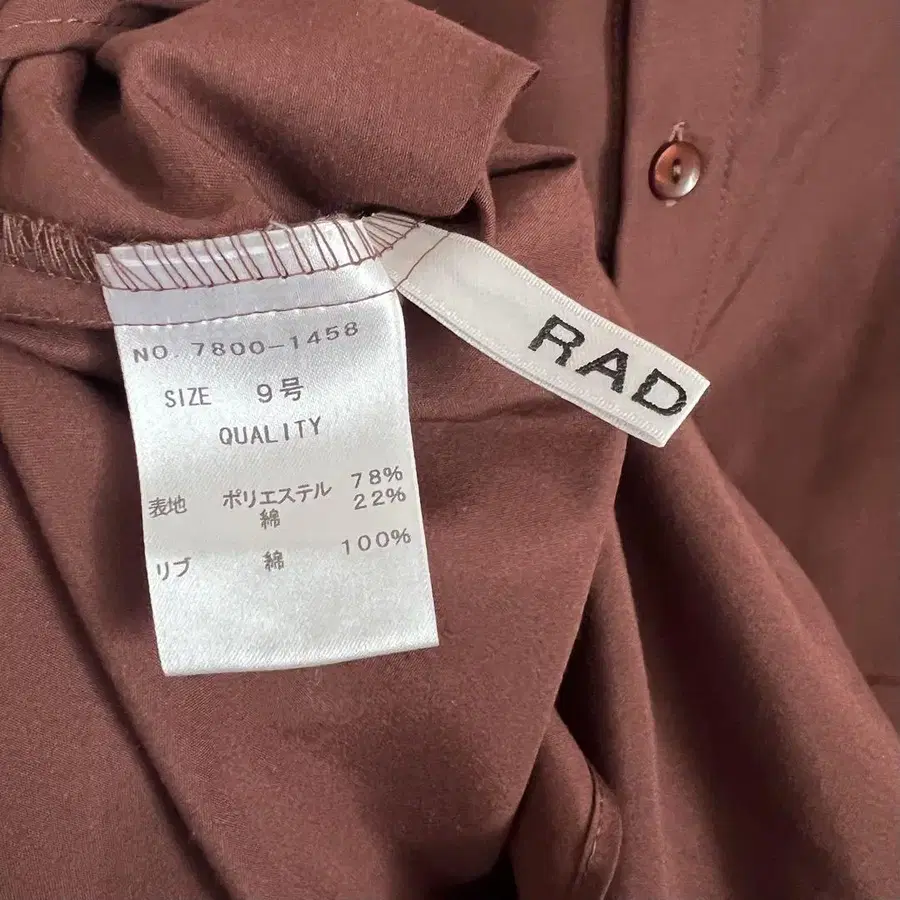 NO. 7800-1458
SIZE 9号
QUALITY
表地 ポリエステル 78%
綿 22%
リブ 綿 100%
RAD